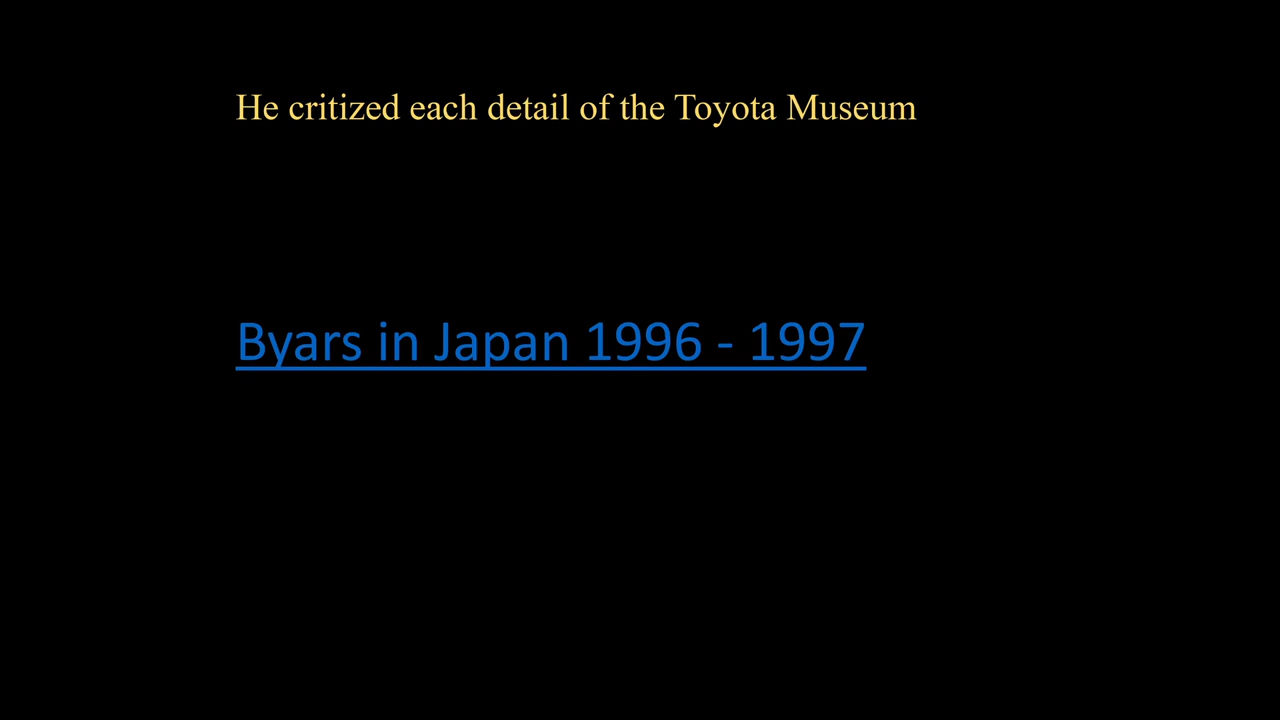 He critized each detail of the Toyota Museum
Byars in Japan 1996 - 1997